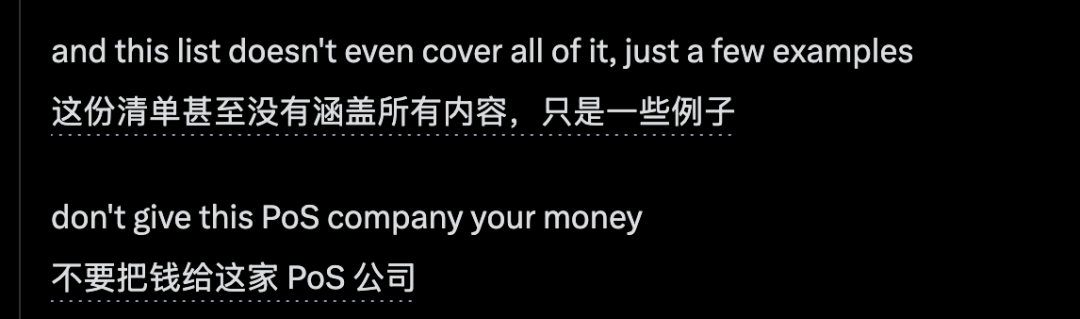 and this list doesn't even cover all of it, just a few examples
这份清单甚至没有涵盖所有内容，只是一些例子
don't give this PoS company your money
不要把钱给这家 PoS 公司